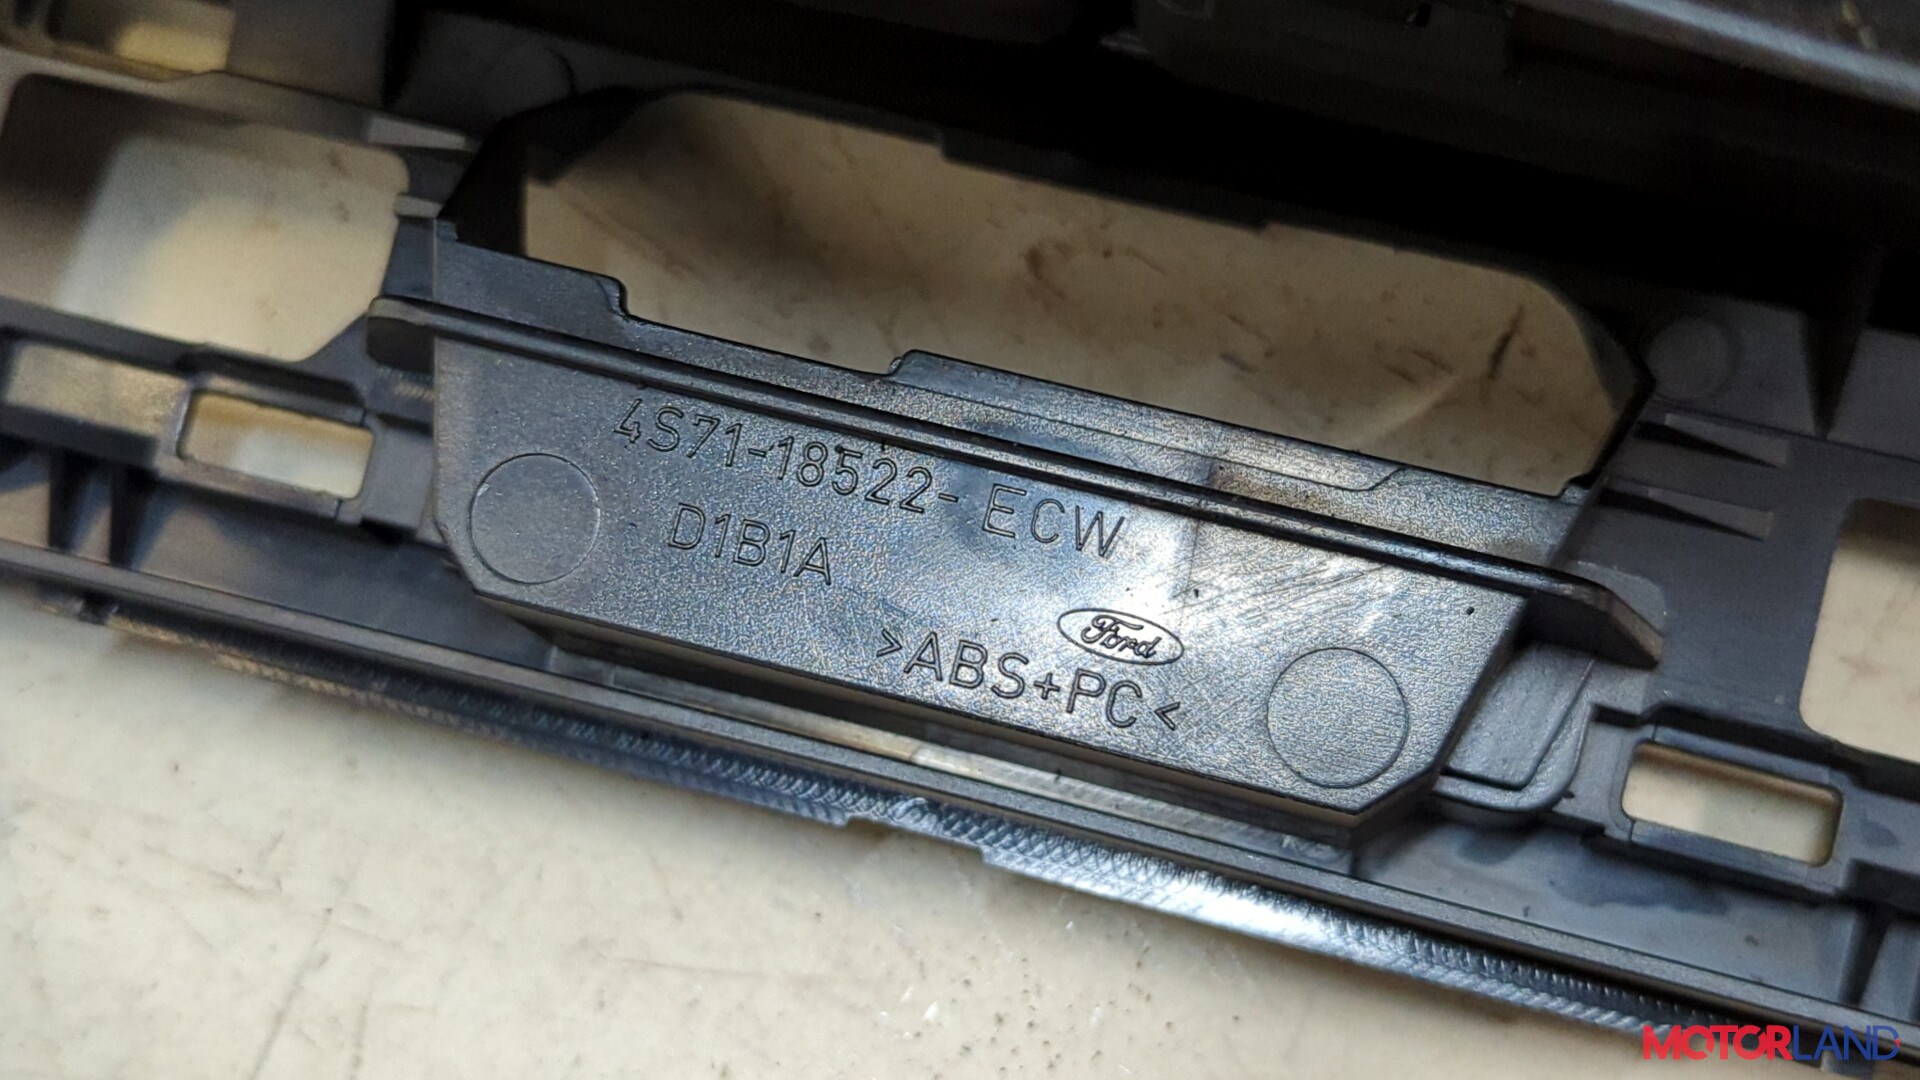 4S71-18522- ECW
D1B1A
Ford
>ABS+PC<
MOTORLAND